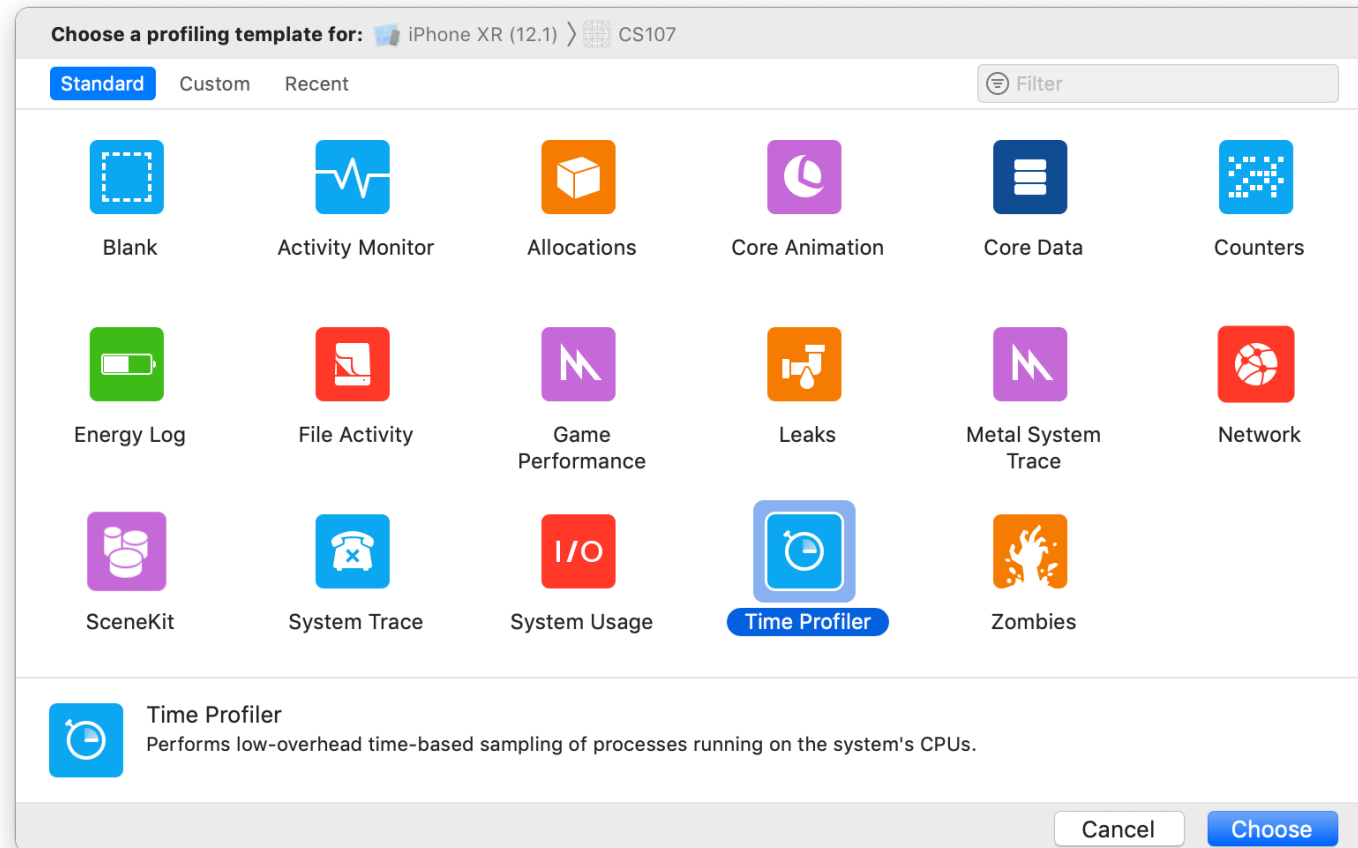 Choose a profiling template for: iPhone XR (12.1) 〉 CS107
Standard Custom Recent Filter
Blank Activity Monitor Allocations Core Animation Core Data Counters
Energy Log File Activity Game Performance Leaks Metal System Trace Network
I/O
SceneKit System Trace System Usage Time Profiler Zombies
Time Profiler
Performs low-overhead time-based sampling of processes running on the system's CPUs.
Cancel Choose